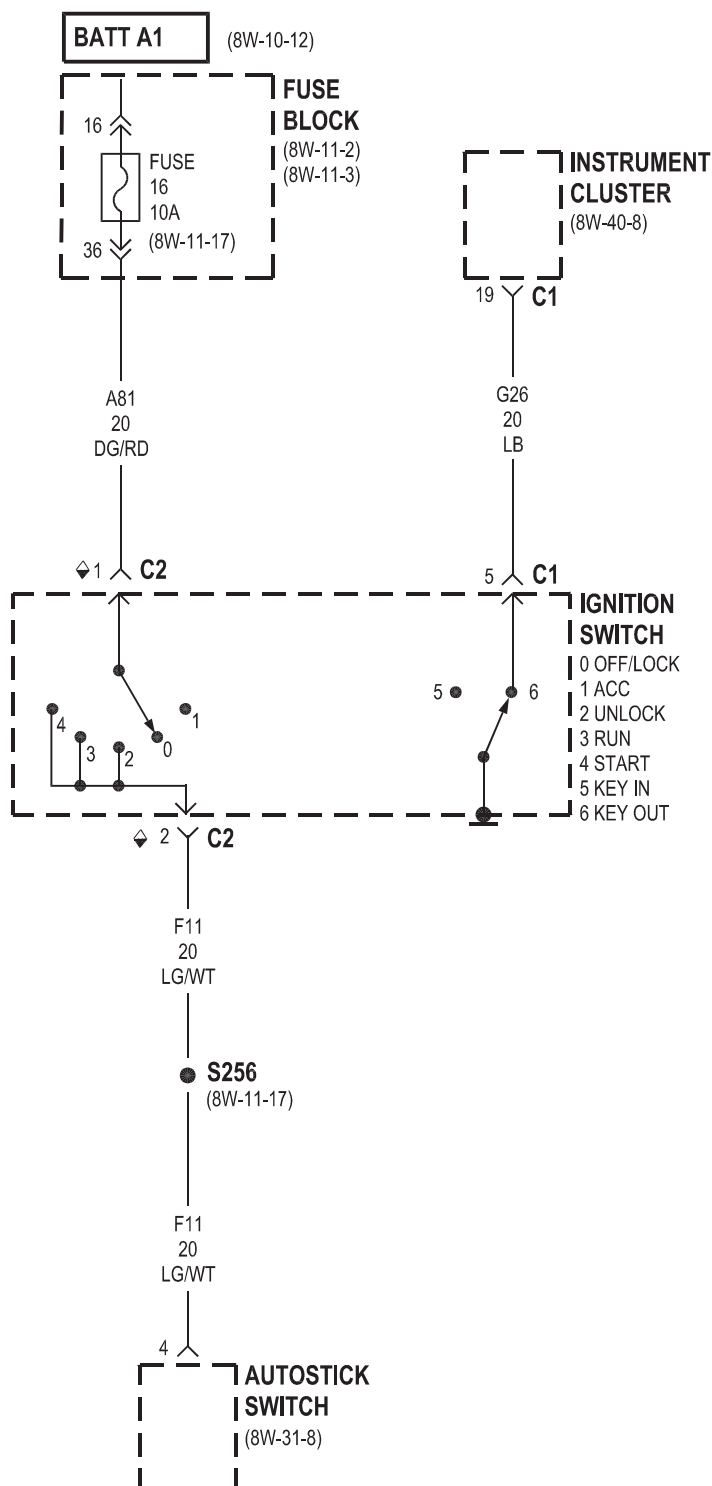 BATT A1
(8W-10-12)
FUSE
BLOCK
(8W-11-2)
(8W-11-3)
16
FUSE
16
10A
(8W-11-17)
36
INSTRUMENT
CLUSTER
(8W-40-8)
19
C1
A81
20
DG/RD
G26
20
LB
1
C2
5
C1
IGNITION
SWITCH
0 OFF/LOCK
1 ACC
2 UNLOCK
3 RUN
4 START
5 KEY IN
6 KEY OUT
4
3
2
0
1
5
6
2
C2
F11
20
LG/WT
S256
(8W-11-17)
F11
20
LG/WT
4
AUTOSTICK
SWITCH
(8W-31-8)